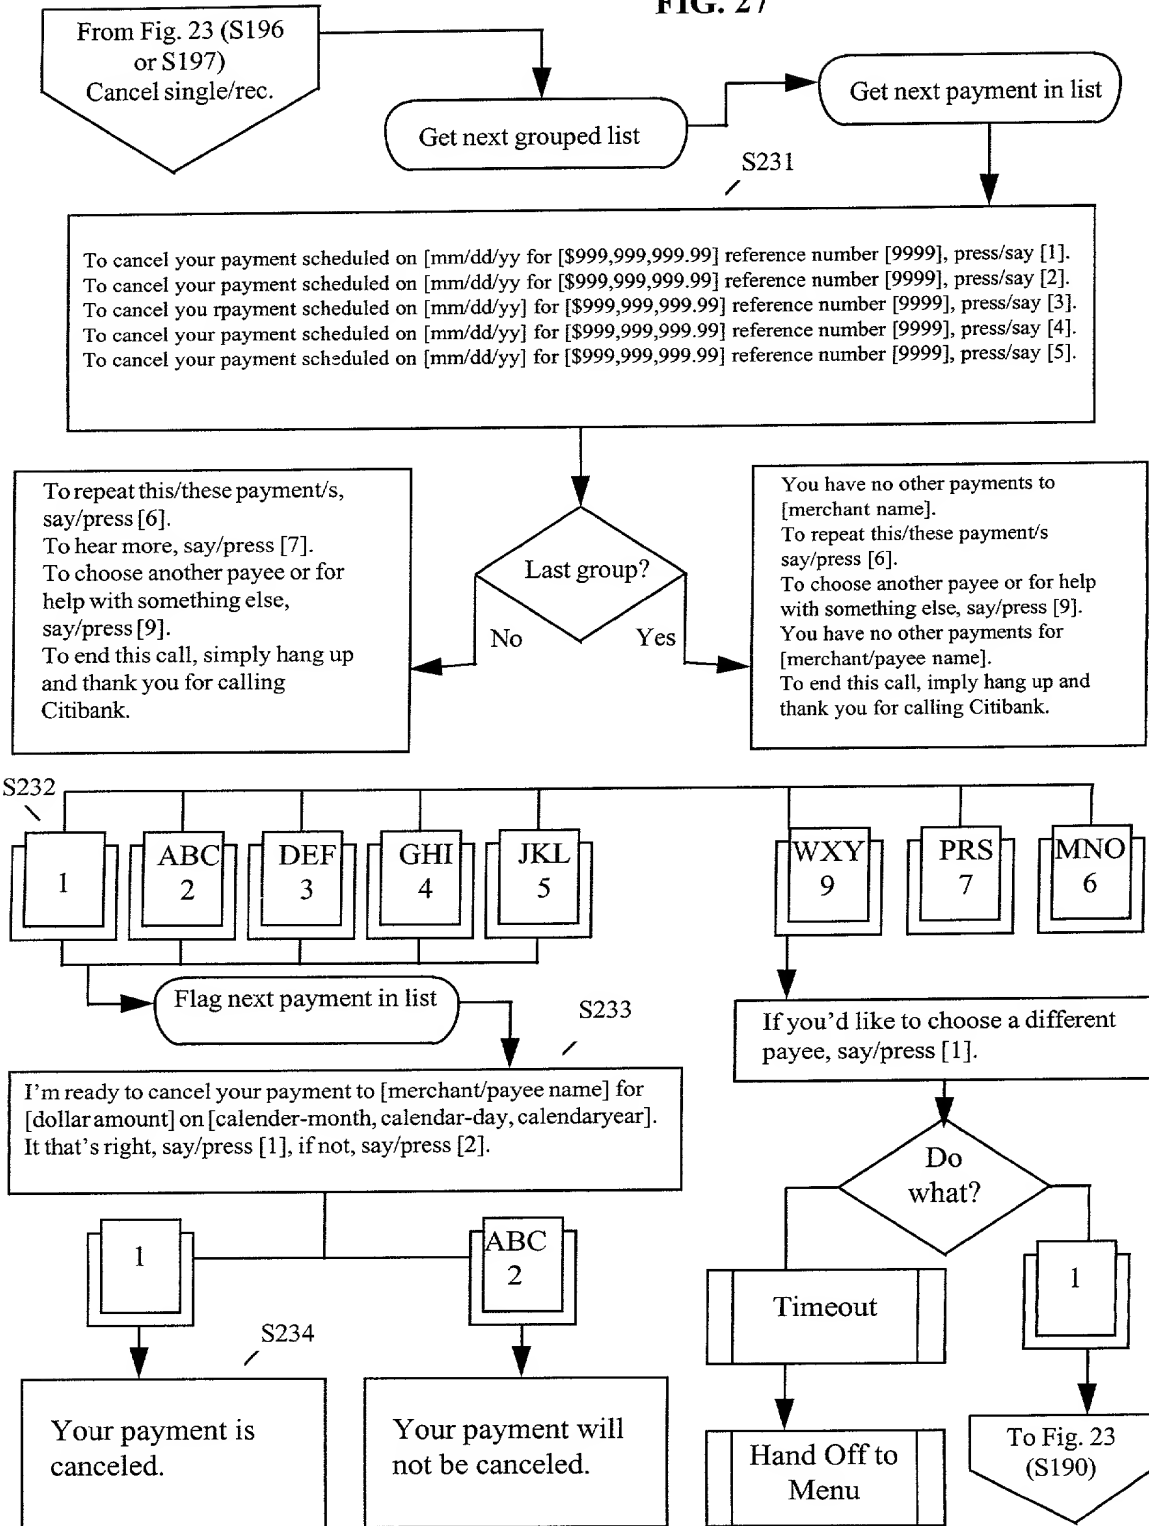 FIG. 27
From Fig. 23 (S196
or S197)
Cancel single/rec.
Get next grouped list
Get next payment in list
S231
To cancel your payment scheduled on [mm/dd/yy for [$999,999,999.99] reference number [9999], press/say [1].
To cancel your payment scheduled on [mm/dd/yy for [$999,999,999.99] reference number [9999], press/say [2].
To cancel you rpayment scheduled on [mm/dd/yy] for [$999,999,999.99] reference number [9999], press/say [3].
To cancel your payment scheduled on [mm/dd/yy] for [$999,999,999.99] reference number [9999], press/say [4].
To cancel your payment scheduled on [mm/dd/yy] for [$999,999,999.99] reference number [9999], press/say [5].
To repeat this/these payment/s,
say/press [6].
To hear more, say/press [7].
To choose another payee or for
help with something else,
say/press [9].
To end this call, simply hang up
and thank you for calling
Citibank.
Last group?
No
Yes
You have no other payments to
[merchant name].
To repeat this/these payment/s
say/press [6].
To choose another payee or for help
with something else, say/press [9].
You have no other payments for
[merchant/payee name].
To end this call, imply hang up and
thank you for calling Citibank.
S232
1
ABC
2
DEF
3
GHI
4
JKL
5
WXY
9
PRS
7
MNO
6
Flag next payment in list
S233
I'm ready to cancel your payment to [merchant/payee name] for
[dollar amount] on [calender-month, calendar-day, calendaryear].
It that's right, say/press [1], if not, say/press [2].
If you'd like to choose a different
payee, say/press [1].
Do
what?
1
ABC
2
Timeout
1
S234
Your payment is
canceled.
Your payment will
not be canceled.
Hand Off to
Menu
To Fig. 23
(S190)